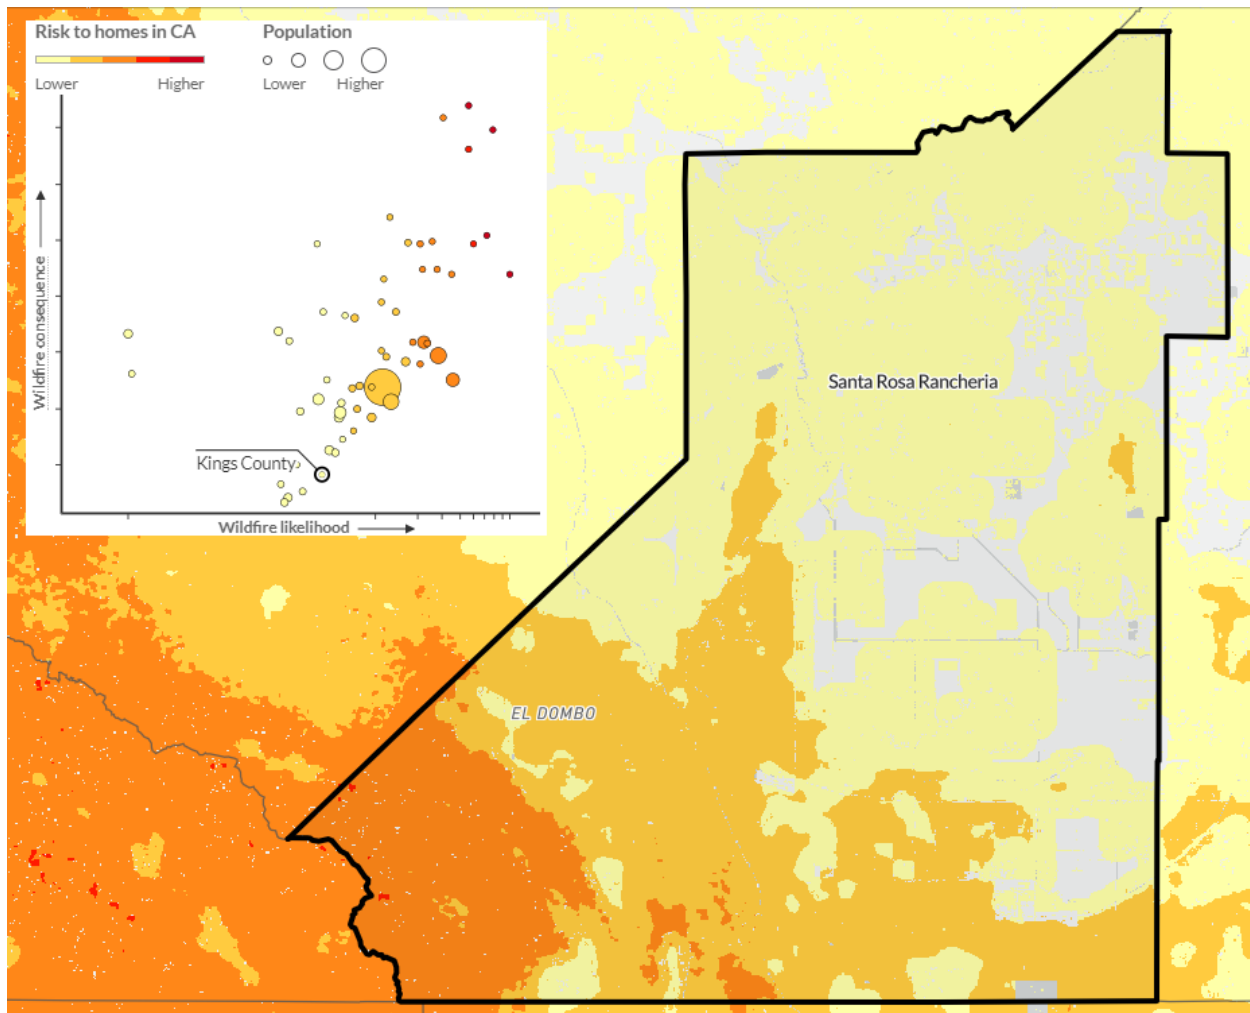 Risk to homes in CA
Population
Lower
Higher
Lower
Higher
Wildfire consequence
Kings County
Wildfire likelihood
Santa Rosa Rancheria
EL DOMBO